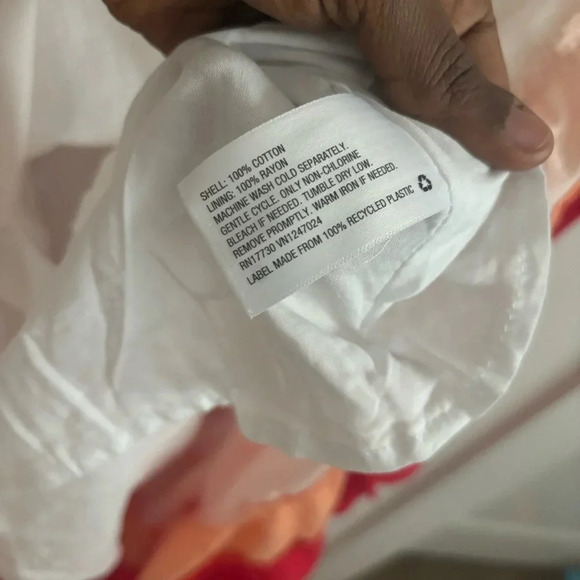 SHELL: 100% COTTON
LINING: 100% RAYON
MACHINE WASH COLD SEPARATELY.
GENTLE CYCLE. ONLY NON-CHLORINE
BLEACH IF NEEDED. TUMBLE DRY LOW.
REMOVE PROMPTLY. WARM IRON IF NEEDED.
RN17730 VN1247024
LABEL MADE FROM 100% RECYCLED PLASTIC